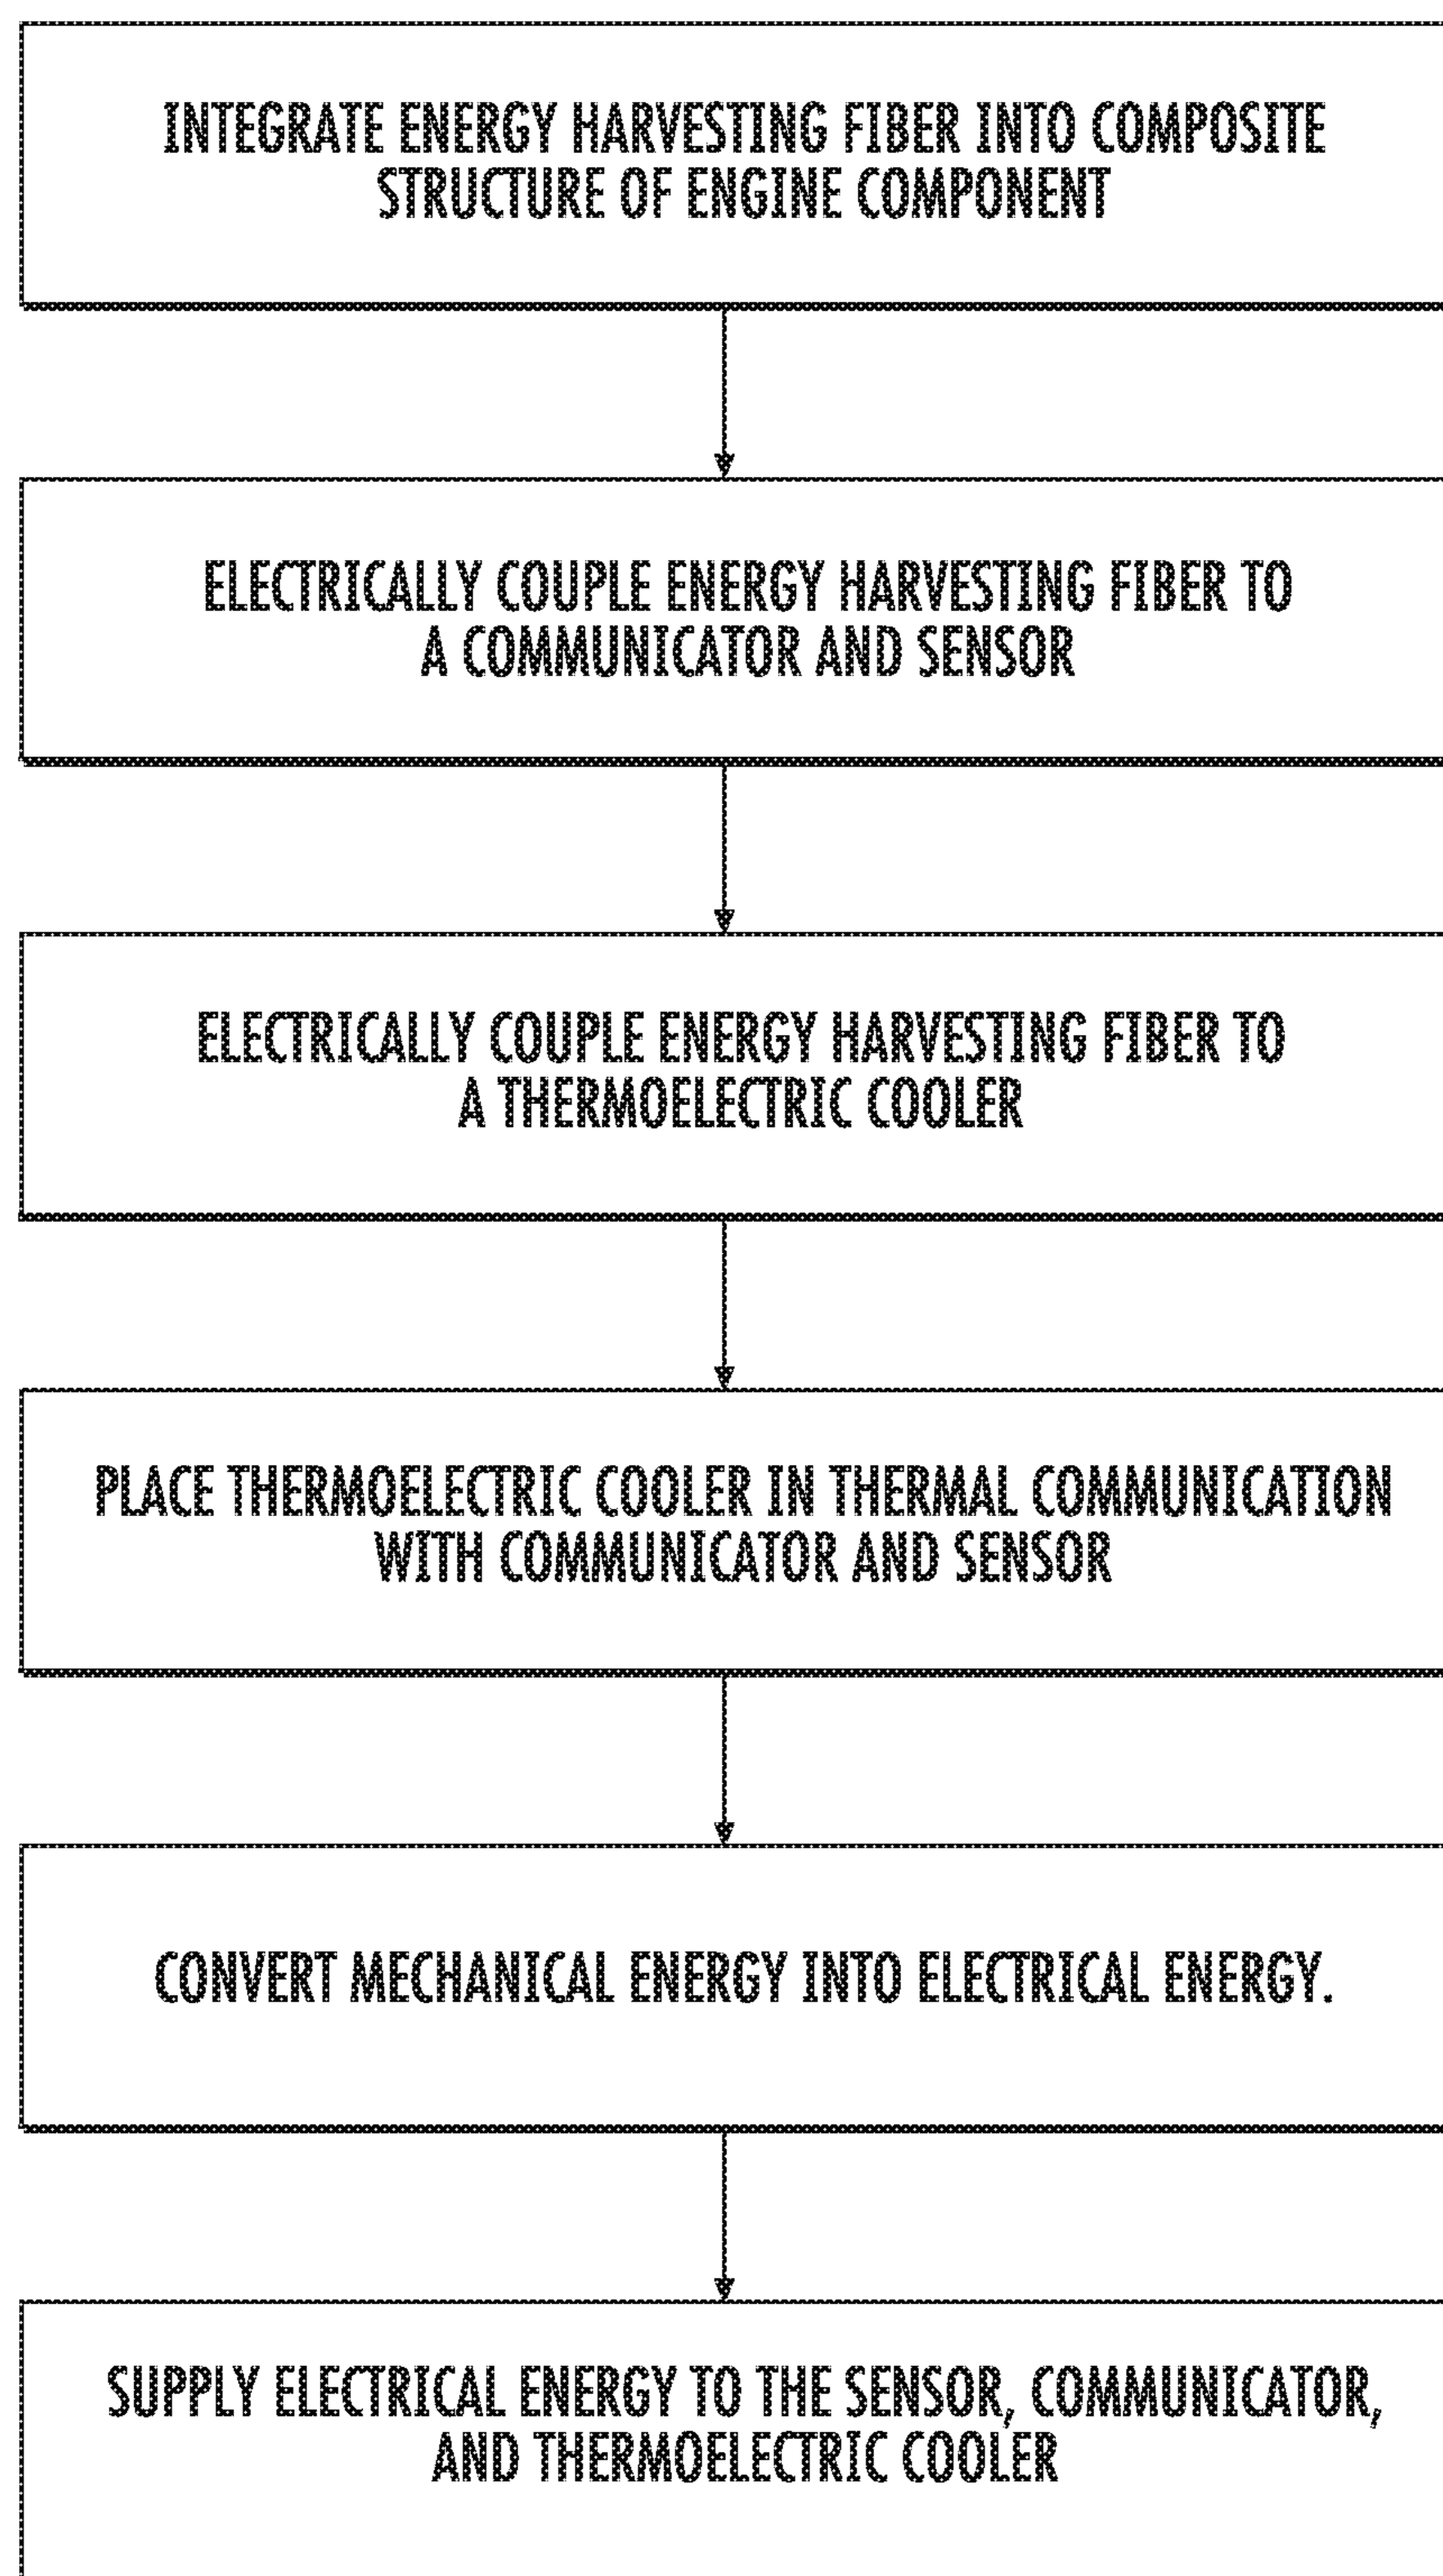 INTEGRATE ENERGY HARVESTING FIBER INTO COMPOSITE
STRUCTURE OF ENGINE COMPONENT
ELECTRICALLY COUPLE ENERGY HARVESTING FIBER TO
A COMMUNICATOR AND SENSOR
ELECTRICALLY COUPLE ENERGY HARVESTING FIBER TO
A THERMOELECTRIC COOLER
PLACE THERMOELECTRIC COOLER IN THERMAL COMMUNICATION
WITH COMMUNICATOR AND SENSOR
CONVERT MECHANICAL ENERGY INTO ELECTRICAL ENERGY.
SUPPLY ELECTRICAL ENERGY TO THE SENSOR, COMMUNICATOR,
AND THERMOELECTRIC COOLER